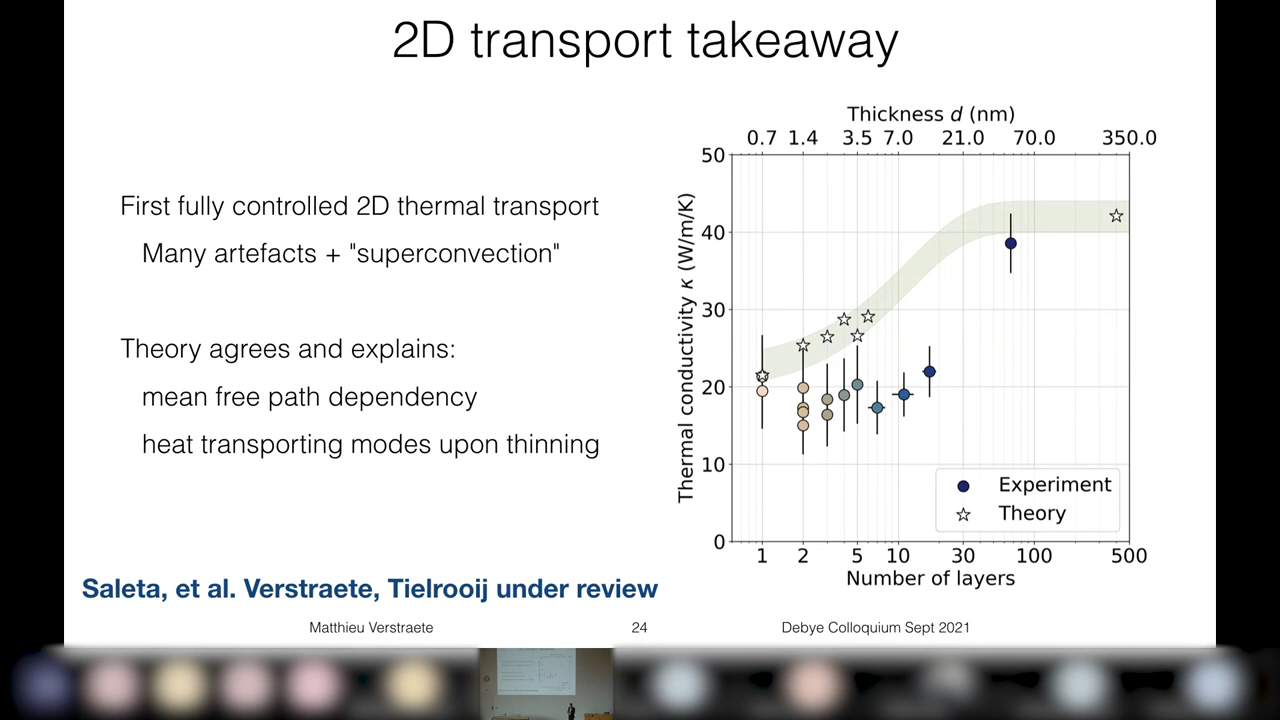 2D transport takeaway
First fully controlled 2D thermal transport
Many artefacts + "superconvection"
Theory agrees and explains:
mean free path dependency
heat transporting modes upon thinning
Saleta, et al. Verstraete, Tielrooij under review
Thickness d (nm)
0.7 1.4 3.5 7.0 21.0 70.0 350.0
Thermal conductivity κ (W/m/K)
50
40
30
20
10
0
Experiment
Theory
1 2 5 10 30 100 500
Number of layers
Matthieu Verstraete 24 Debye Colloquium Sept 2021